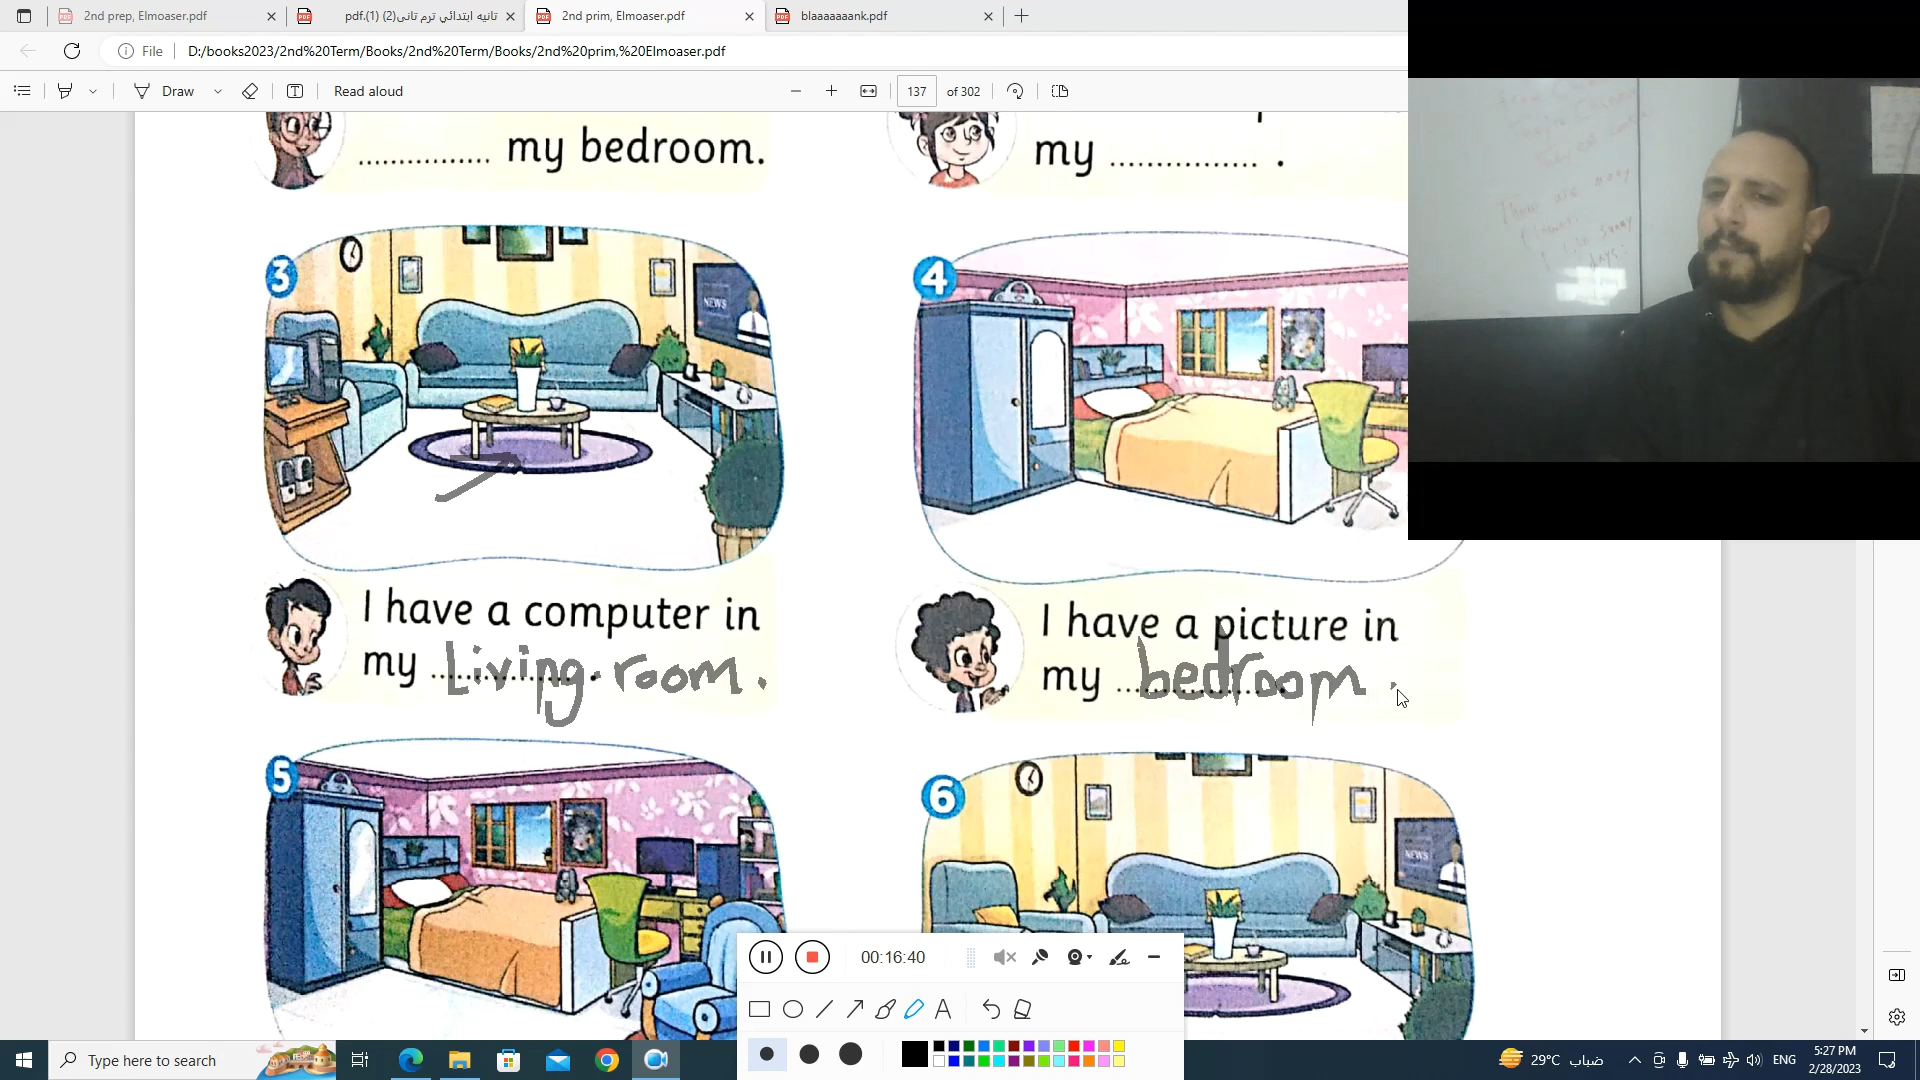 2nd prep, Elmoaser.pdf
ثانيه ابتدائي ترم ثانى(2) (1).pdf
2nd prim, Elmoaser.pdf
blaaaaaaank.pdf
File
D:/books2023/2nd%20Term/Books/2nd%20Term/Books/2nd%20prim,%20Elmoaser.pdf
Draw
Read aloud
137
of 302
.............. my bedroom.
my ............... .
3
NEWS
4
I have a computer in
my ............... .
Living room.
I have a picture in
my ............... .
bedroom.
5
6
NEWS
00:16:40
A
Type here to search
29°C
ضباب
ENG
5:27 PM
2/28/2023